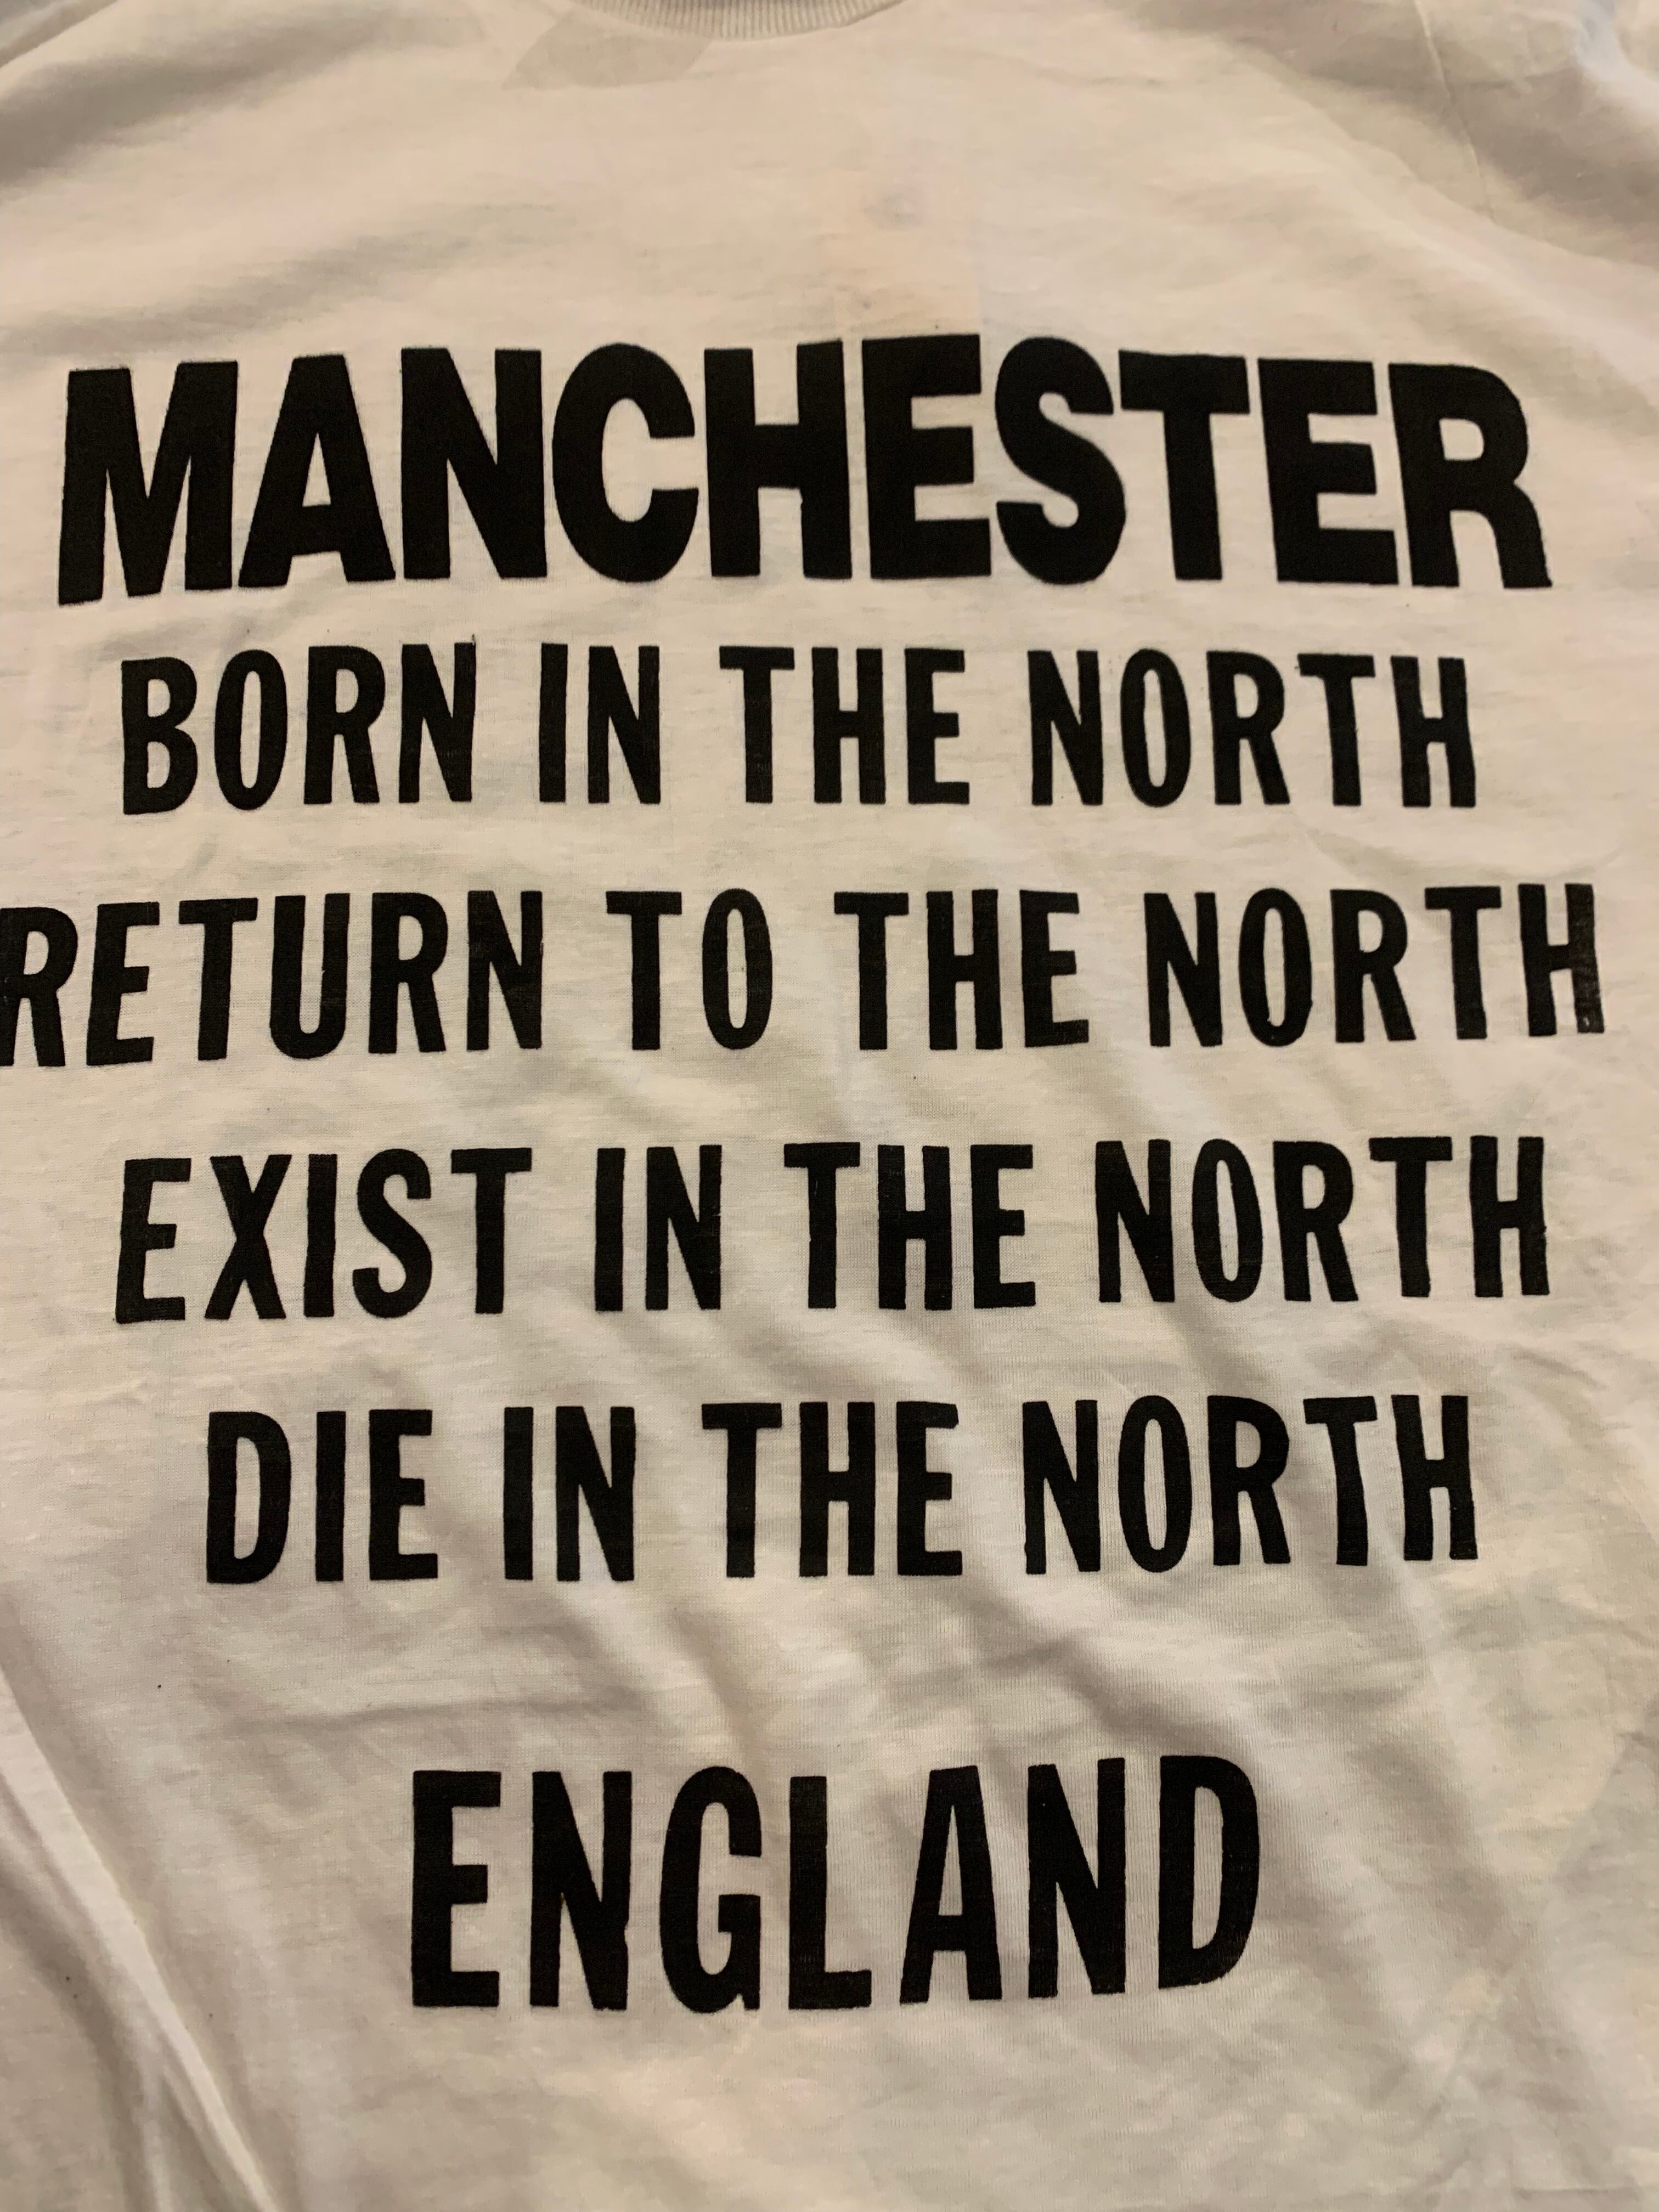 MANCHESTER
BORN IN THE NORTH
RETURN TO THE NORTH
EXIST IN THE NORTH
DIE IN THE NORTH
ENGLAND